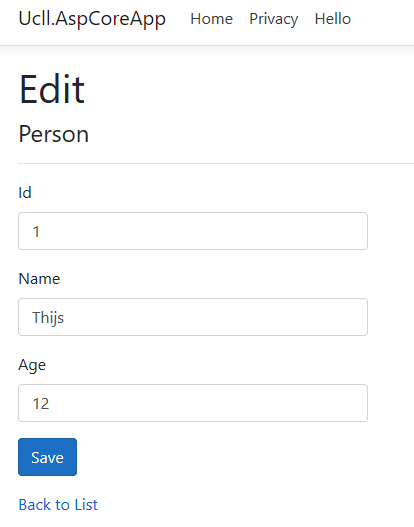 Ucll.AspCoreApp Home Privacy Hello
Edit
Person
Id
1
Name
Thijs
Age
12
Save
Back to List